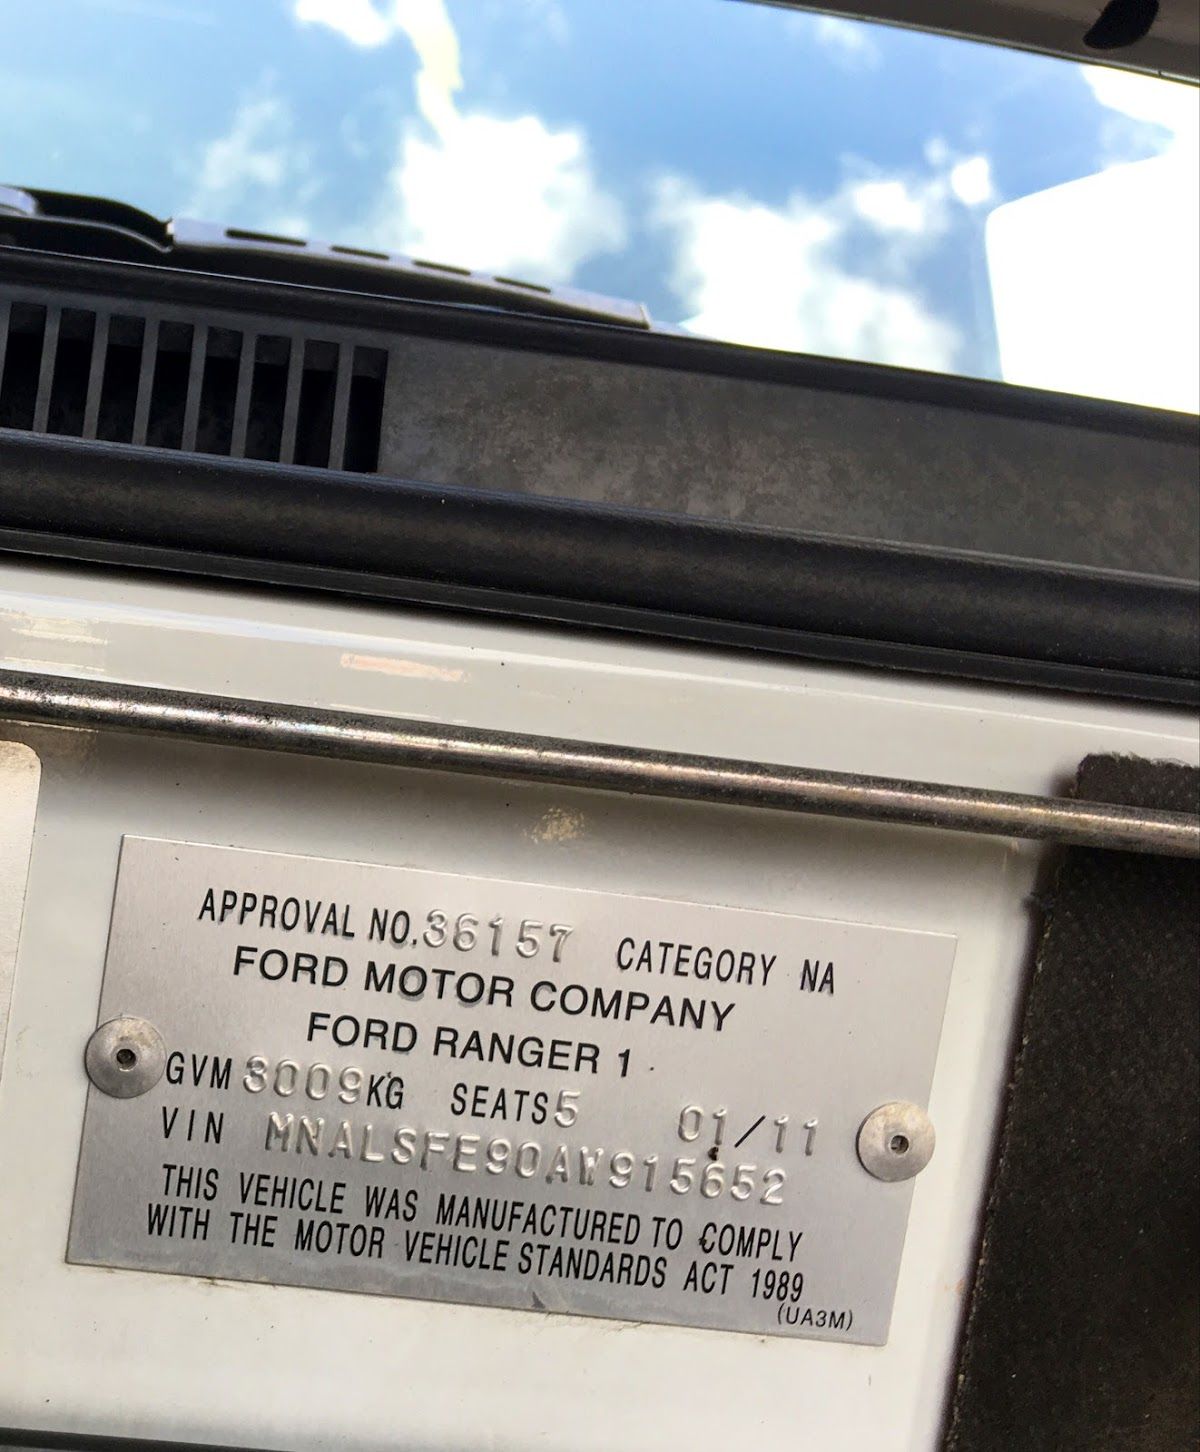 APPROVAL NO.36157 CATEGORY NA
FORD MOTOR COMPANY
FORD RANGER 1
GVM 3009KG SEATS5 01/11
VIN MNALSFE90AW915652
THIS VEHICLE WAS MANUFACTURED TO COMPLY
WITH THE MOTOR VEHICLE STANDARDS ACT 1989
(UA3M)